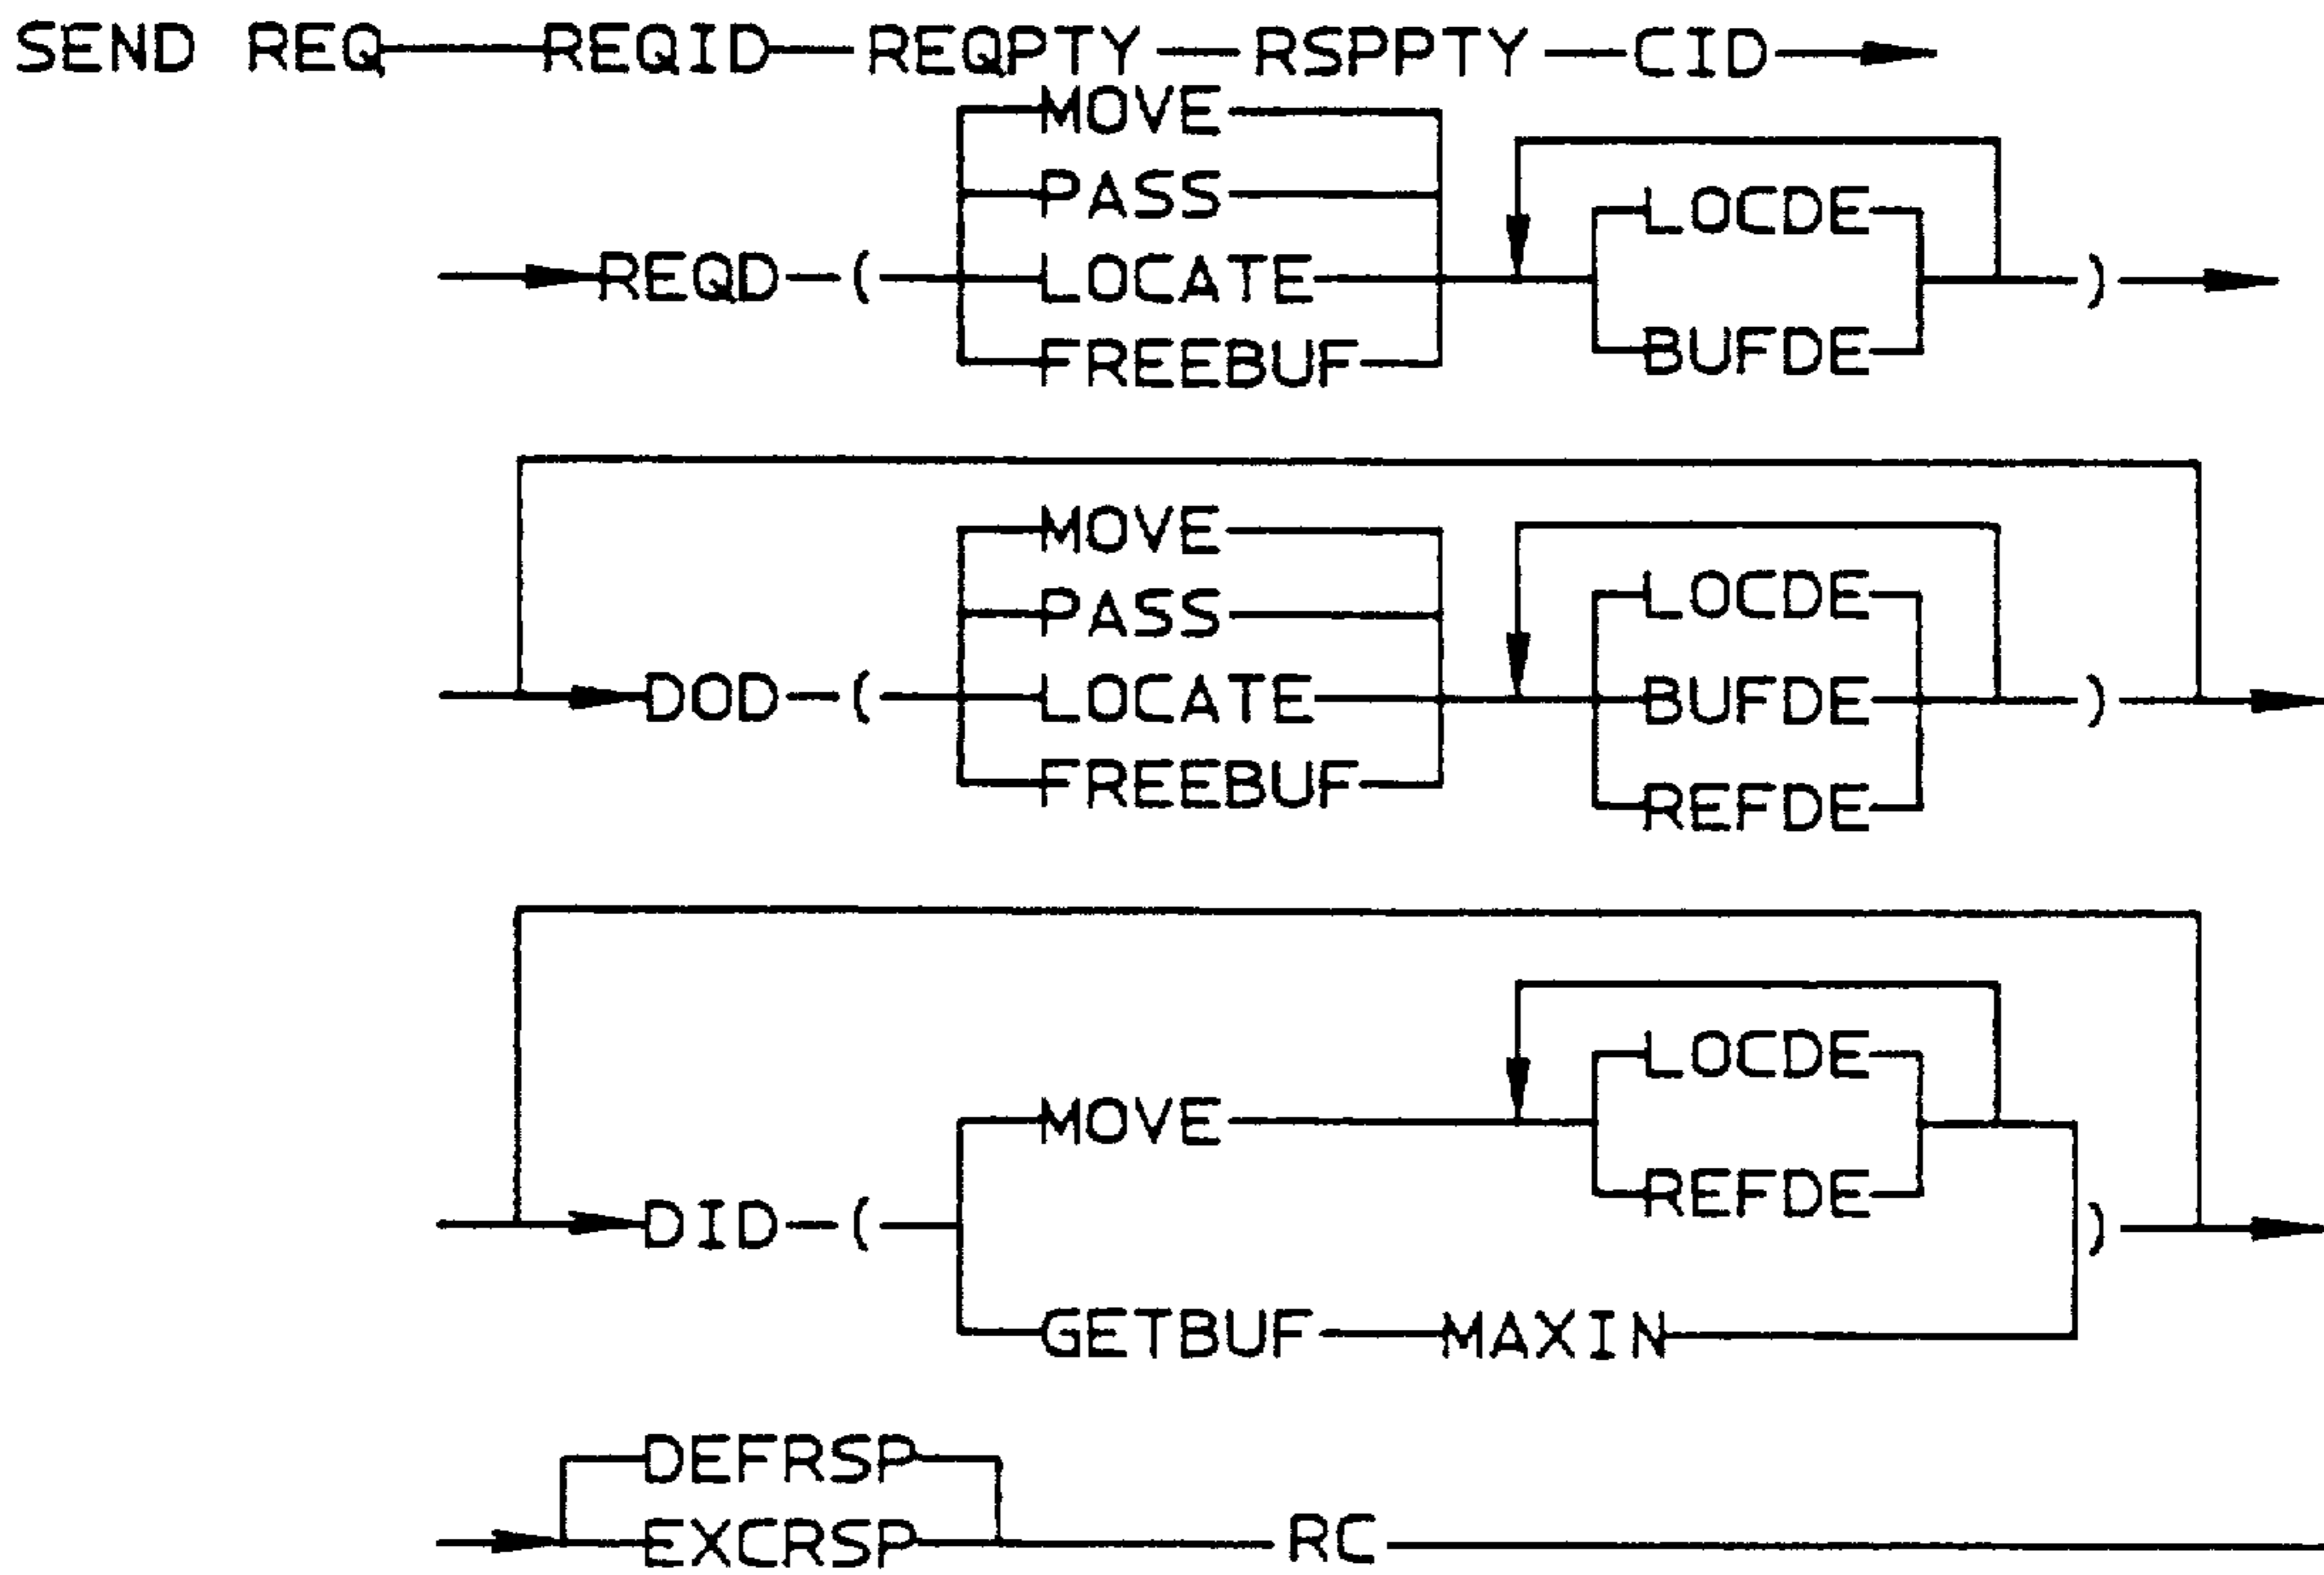 SEND REQ REQID REQPTY RSPPTY CID
MOVE
PASS
LOCDE
REQD ( LOCATE )
FREEBUF
BUFDE
MOVE
PASS
LOCDE
DOD ( LOCATE BUFDE )
FREEBUF
REFDE
LOCDE
MOVE
REFDE
DID ( )
GETBUF MAXIN
DEFRSP
EXCRSP RC